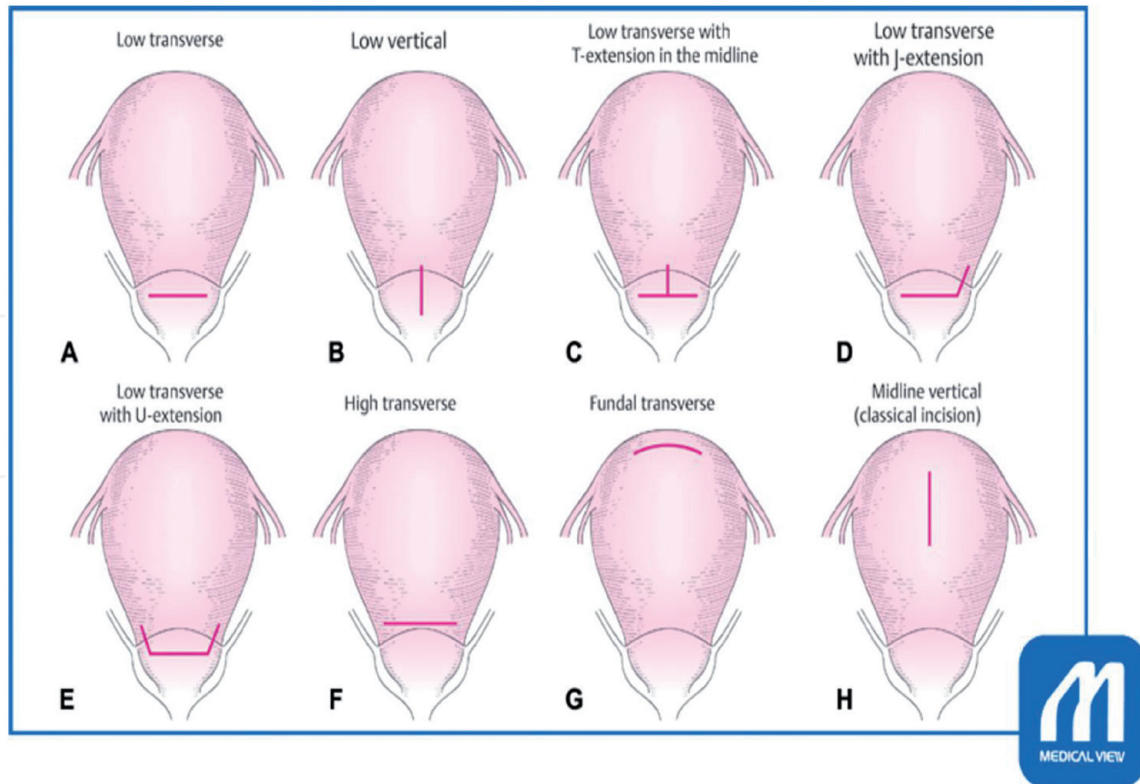 Low transverse
Low vertical
Low transverse with
T-extension in the midline
Low transverse
with J-extension
A
B
C
D
Low transverse
with U-extension
High transverse
Fundal transverse
Midline vertical
(classical incision)
E
F
G
H
MEDICAL VIEW